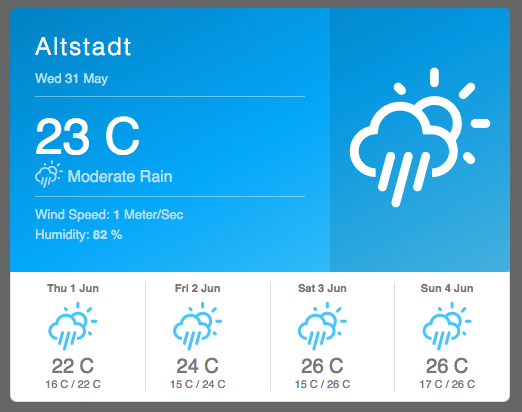 Altstadt
Wed 31 May
23 C
Moderate Rain
Wind Speed: 1 Meter/Sec
Humidity: 82 %
Thu 1 Jun
22 C
16 C / 22 C
Fri 2 Jun
24 C
15 C / 24 C
Sat 3 Jun
26 C
15 C / 26 C
Sun 4 Jun
26 C
17 C / 26 C